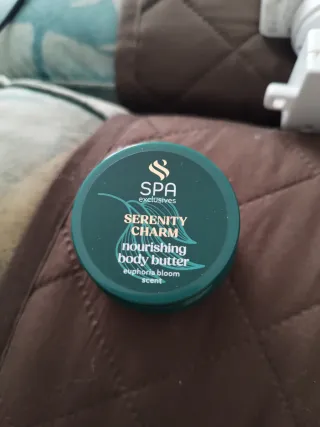 SPA
exclusives
SERENITY
CHARM
nourishing
body butter
euphoria bloom
scent